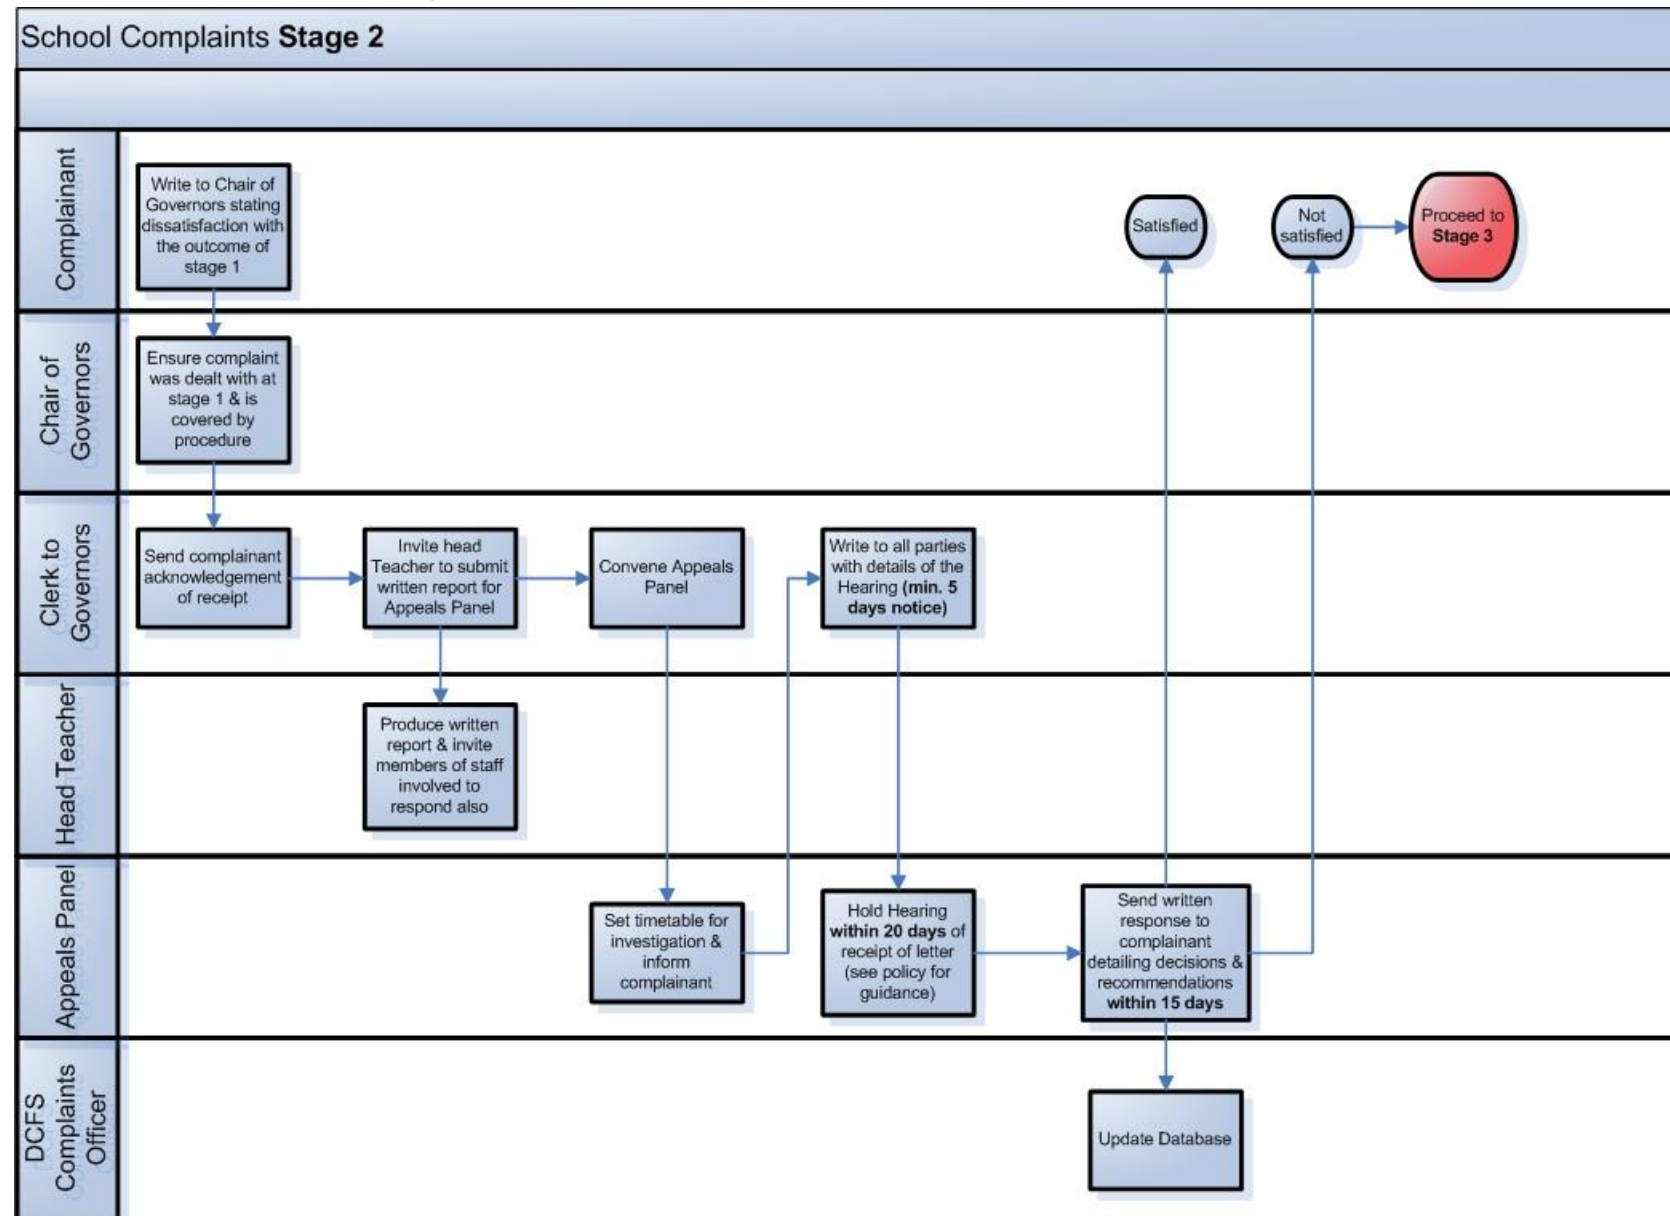 School Complaints Stage 2
Complainant
Write to Chair of
Governors stating
dissatisfaction with
the outcome of
stage 1
Satisfied
Not
satisfied
Proceed to
Stage 3
Chair of
Governors
Ensure complaint
was dealt with at
stage 1 & is
covered by
procedure
Clerk to
Governors
Send complainant
acknowledgement
of receipt
Invite head
Teacher to submit
written report for
Appeals Panel
Convene Appeals
Panel
Write to all parties
with details of the
Hearing (min. 5
days notice)
Head Teacher
Produce written
report & invite
members of staff
involved to
respond also
Appeals Panel
Set timetable for
investigation &
inform
complainant
Hold Hearing
within 20 days of
receipt of letter
(see policy for
guidance)
Send written
response to
complainant
detailing decisions &
recommendations
within 15 days
DCFS
Complaints
Officer
Update Database